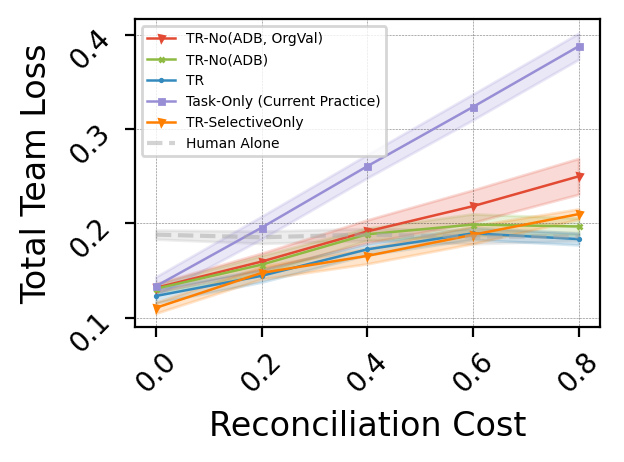 TR-No(ADB, OrgVal)
TR-No(ADB)
TR
Task-Only (Current Practice)
TR-SelectiveOnly
Human Alone
Total Team Loss
0.4
0.3
0.2
0.1
0.0 0.2 0.4 0.6 0.8
Reconciliation Cost